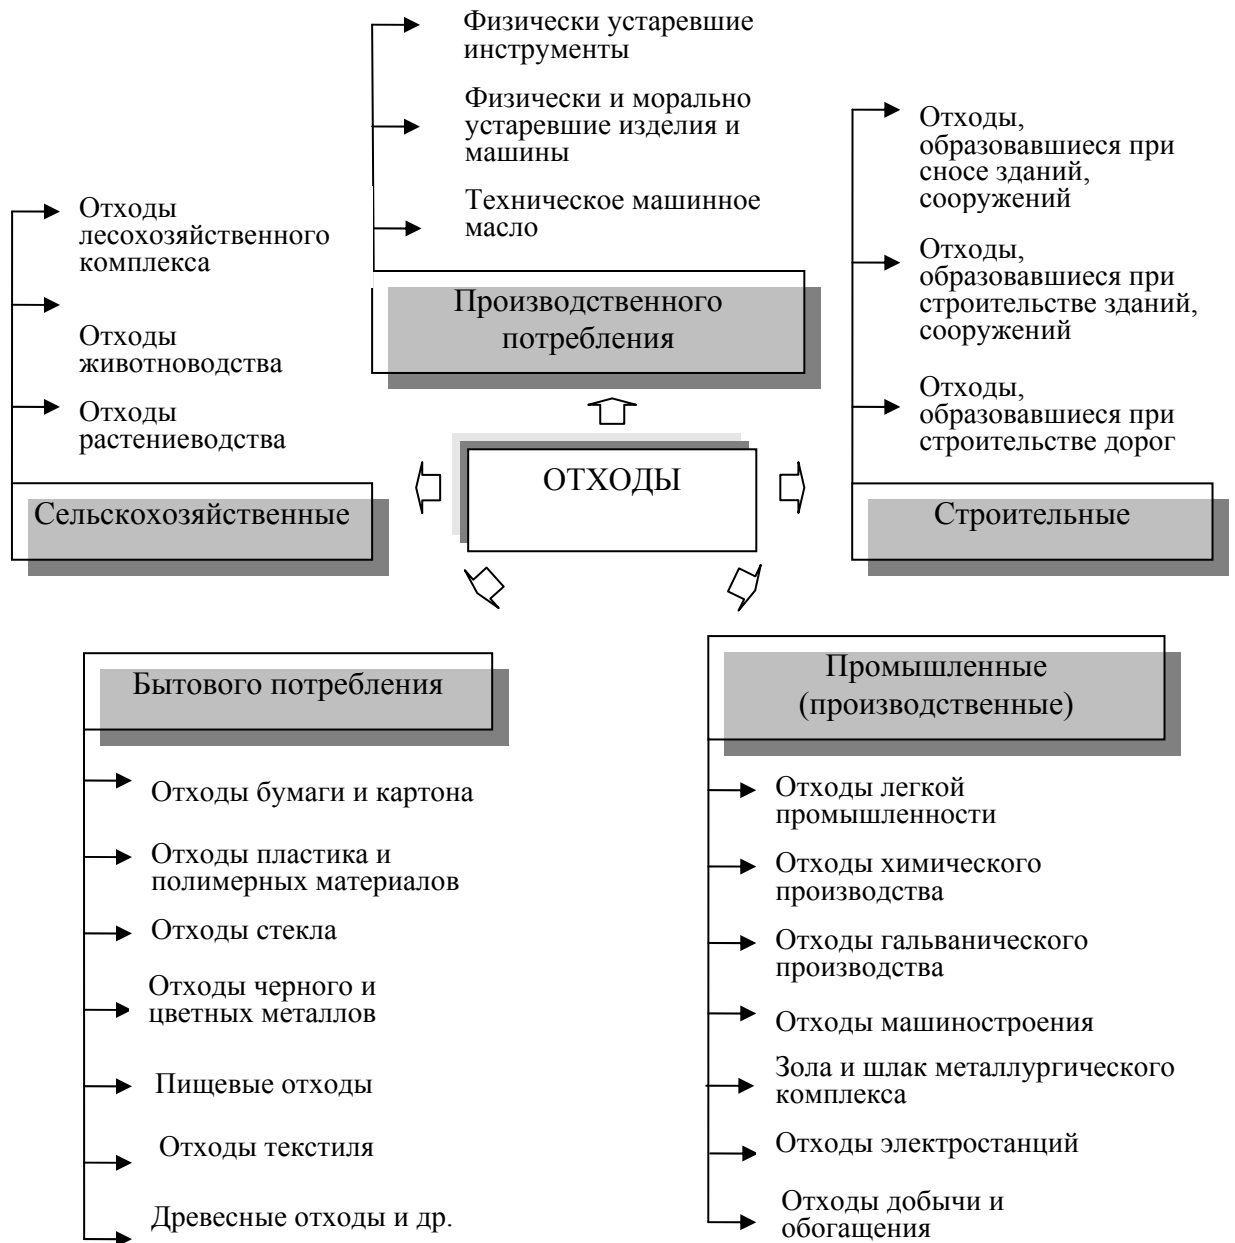 Физически устаревшие
инструменты
Физически и морально
устаревшие изделия и
машины
Техническое машинное
масло
Производственного
потребления
Отходы
лесохозяйственного
комплекса
Отходы
животноводства
Отходы
растениеводства
Сельскохозяйственные
ОТХОДЫ
Отходы,
образовавшиеся при
сносе зданий,
сооружений
Отходы,
образовавшиеся при
строительстве зданий,
сооружений
Отходы,
образовавшиеся при
строительстве дорог
Строительные
Бытового потребления
Отходы бумаги и картона
Отходы пластика и
полимерных материалов
Отходы стекла
Отходы черного и
цветных металлов
Пищевые отходы
Отходы текстиля
Древесные отходы и др.
Промышленные
(производственные)
Отходы легкой
промышленности
Отходы химического
производства
Отходы гальванического
производства
Отходы машиностроения
Зола и шлак металлургического
комплекса
Отходы электростанций
Отходы добычи и
обогащения